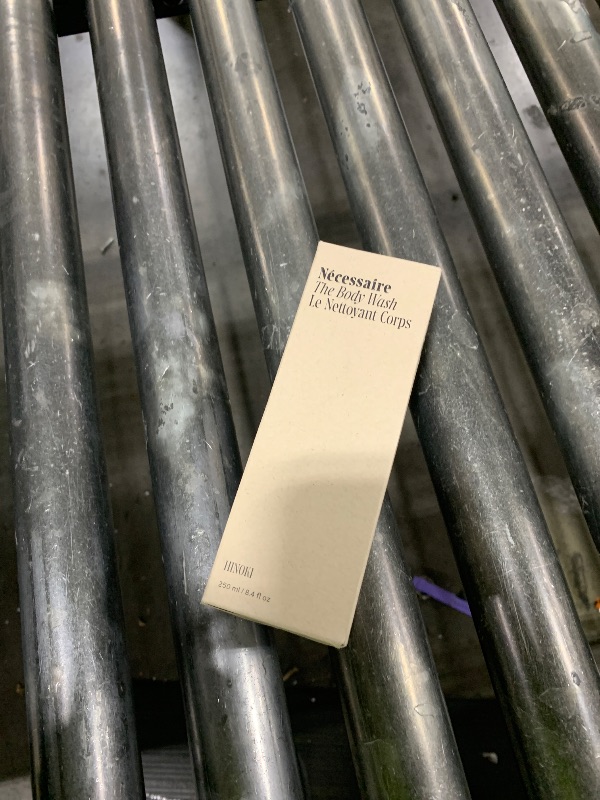 Nécessaire
The Body Wash
Le Nettoyant Corps
HINOKI
250 ml / 8.4 fl oz